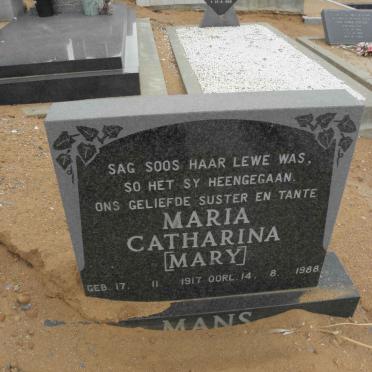 SAG SOOS HAAR LEWE WAS,
SO HET SY HEENGEGAAN.
ONS GELIEFDE SUSTER EN TANTE
MARIA
CATHARINA
[MARY]
GEB. 17. 11 1917 OORL. 14. 8. 1988
MANS